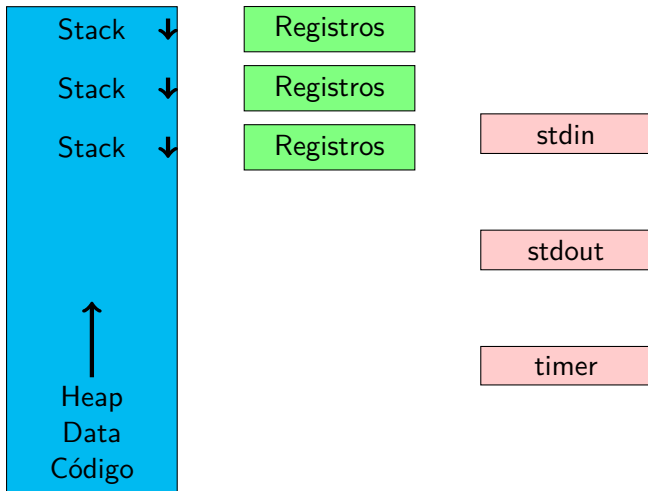 Stack
Registros
Stack
Registros
Stack
Registros
stdin
stdout
timer
Heap
Data
Código